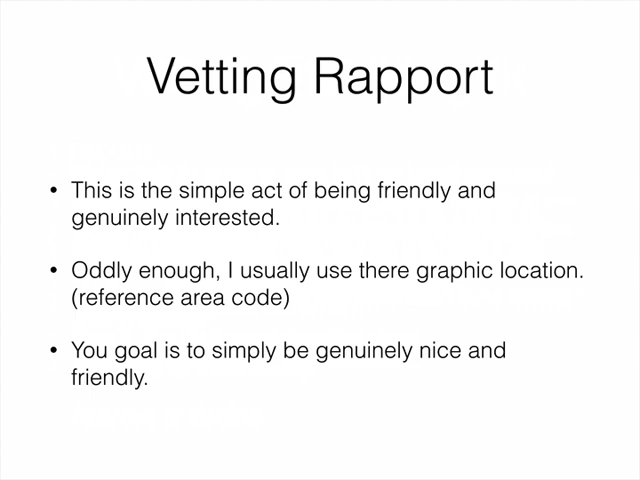 Vetting Rapport
• This is the simple act of being friendly and
genuinely interested.
• Oddly enough, I usually use there graphic location.
(reference area code)
• You goal is to simply be genuinely nice and
friendly.